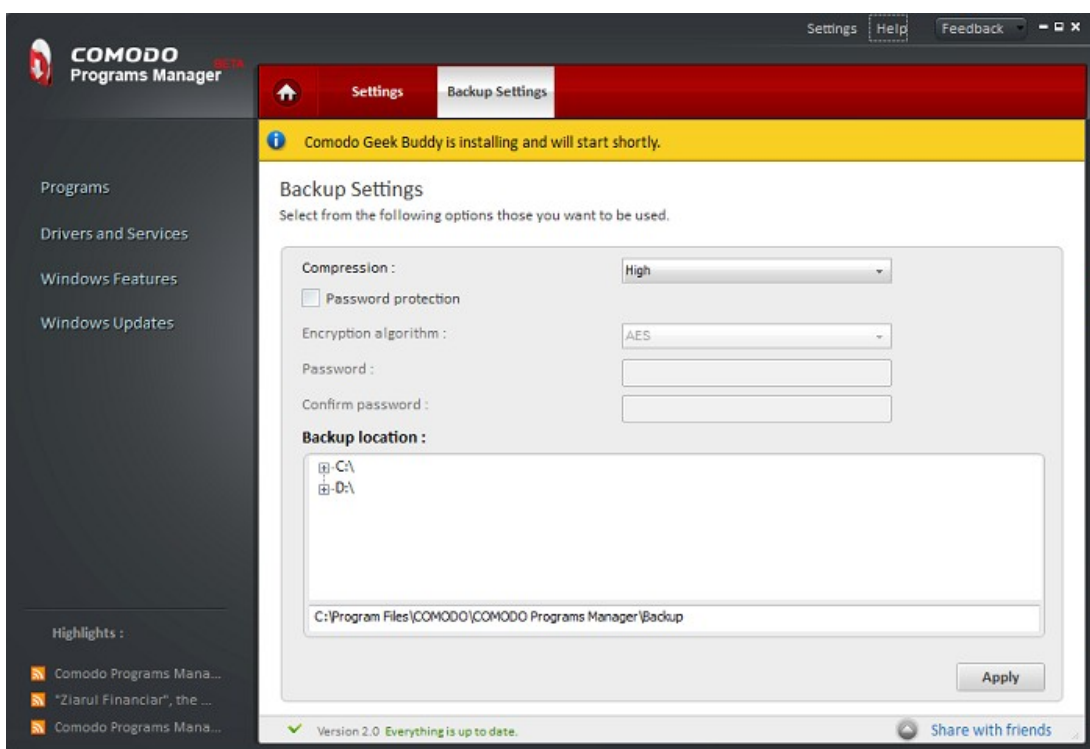 Settings Help Feedback
COMODO
BETA
Programs Manager
Settings Backup Settings
Comodo Geek Buddy is installing and will start shortly.
Programs
Drivers and Services
Windows Features
Windows Updates
Backup Settings
Select from the following options those you want to be used.
Compression : High
Password protection
Encryption algorithm : AES
Password :
Confirm password :
Backup location :
C:\
D:\
C:\Program Files\COMODO\COMODO Programs Manager\Backup
Apply
Highlights :
Comodo Programs Mana...
"Ziarul Financiar", the ...
Comodo Programs Mana...
Version 2.0 Everything is up to date.
Share with friends